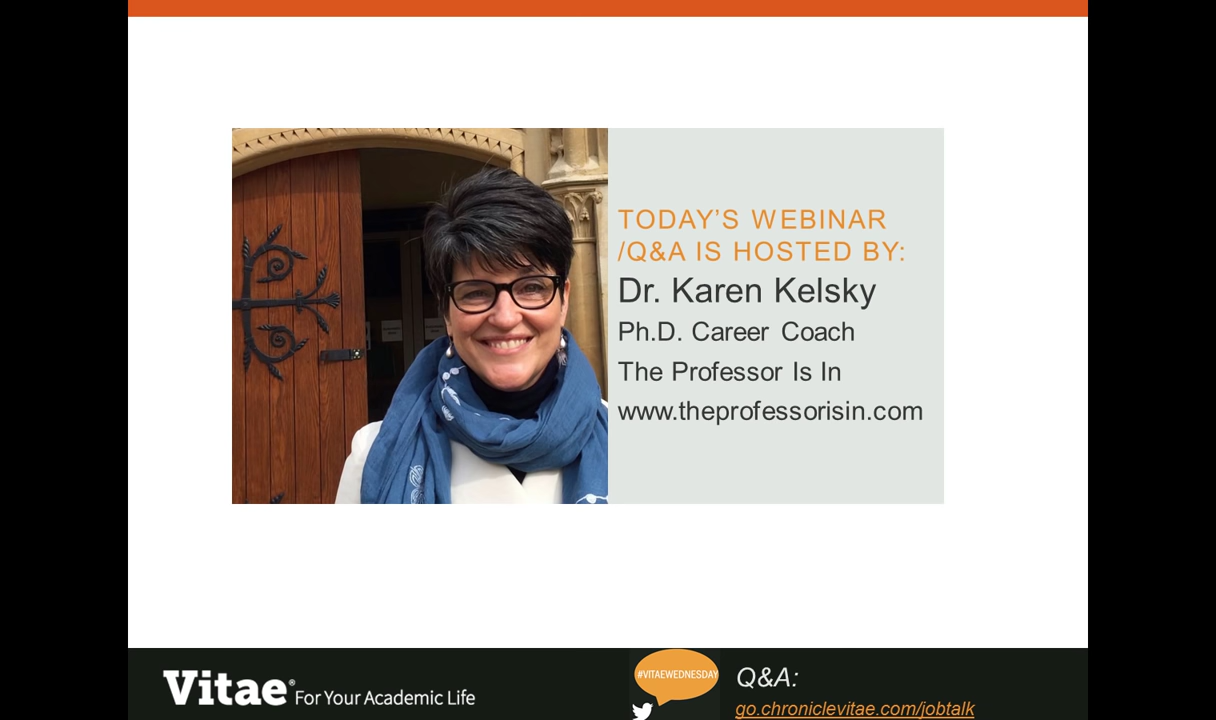 TODAY’S WEBINAR
/Q&A IS HOSTED BY:
Dr. Karen Kelsky
Ph.D. Career Coach
The Professor Is In
www.theprofessorisin.com
Vitae® For Your Academic Life
#VITAEWEDNESDAY
Q&A:
go.chroniclevitae.com/jobtalk